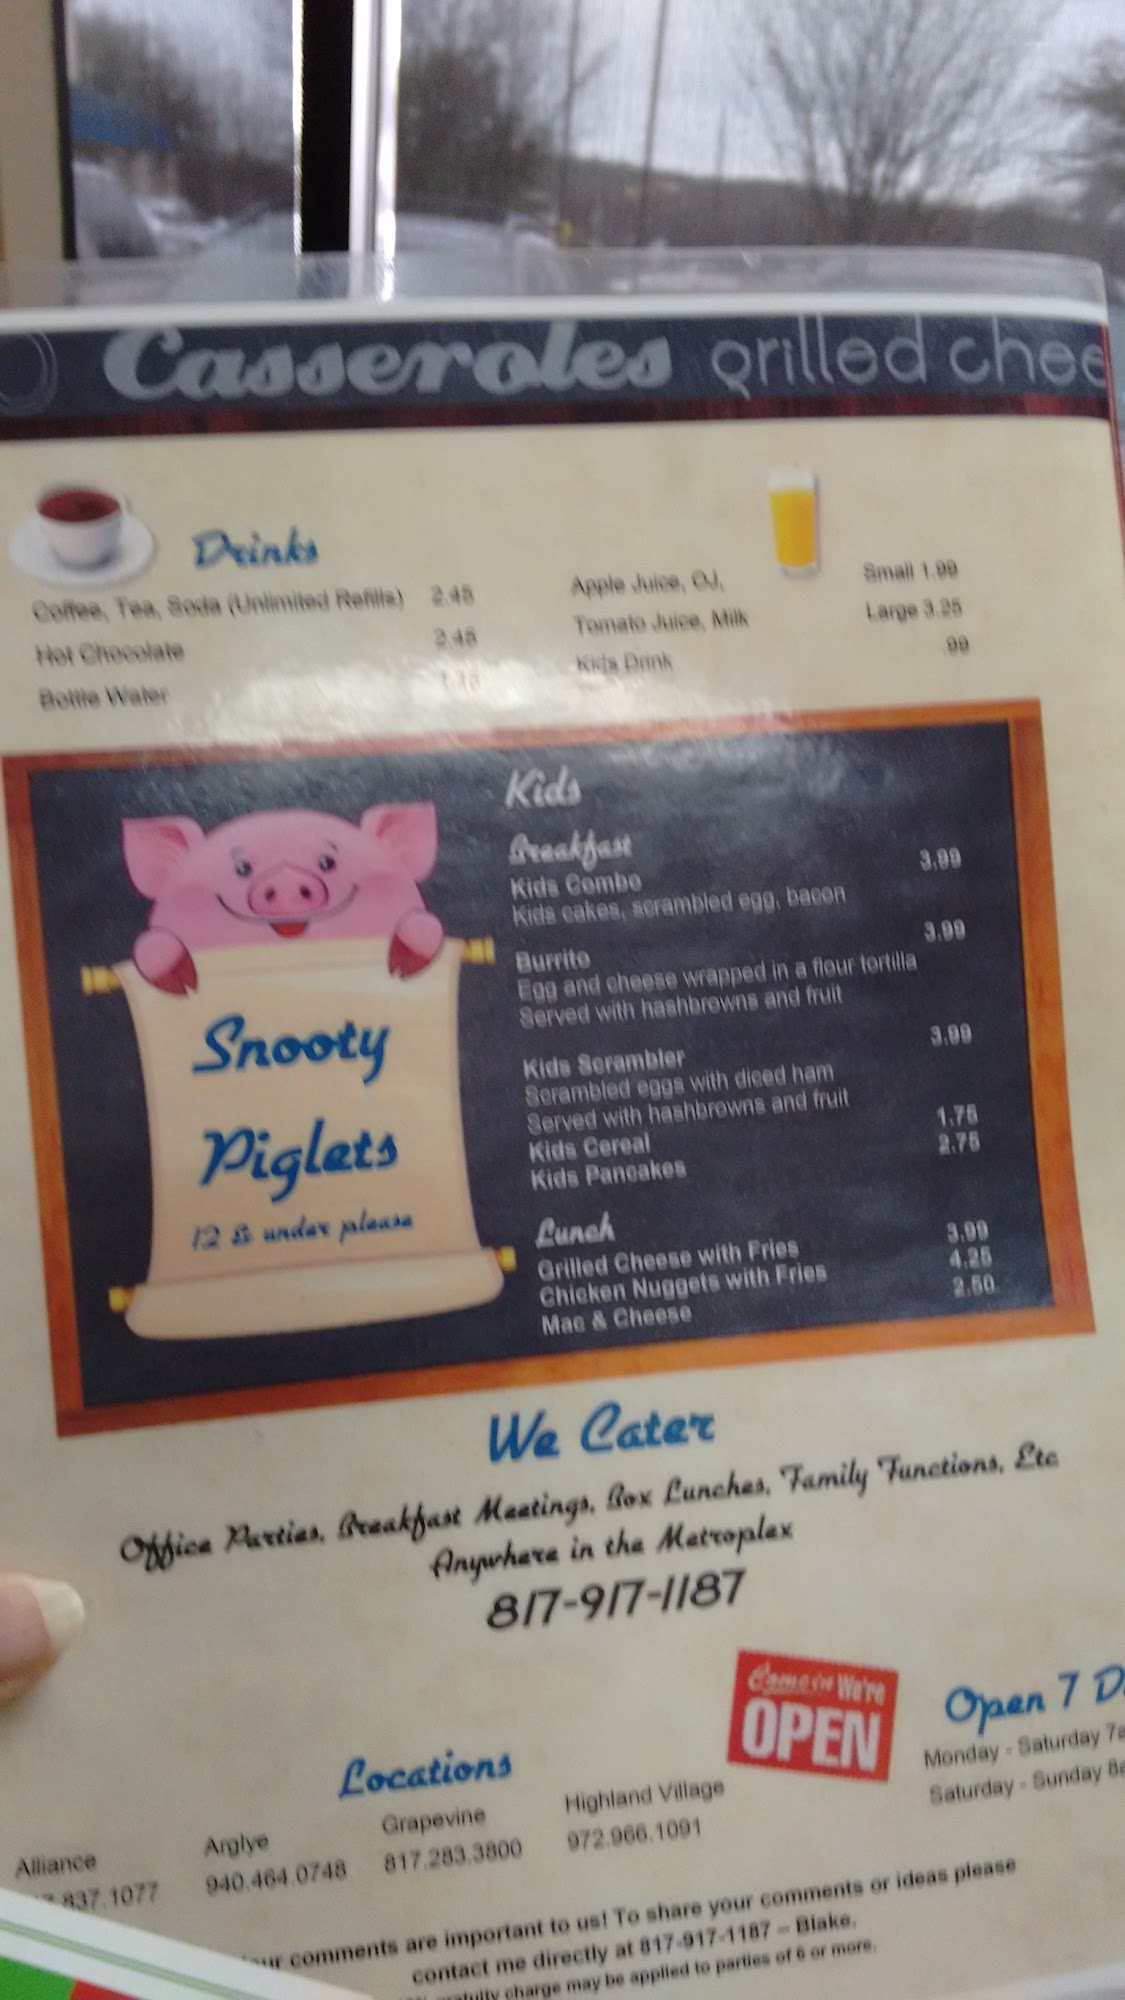 Casseroles grilled chee
Drinks
Coffee, Tea, Soda (Unlimited Refills) 2.45
Hot Chocolate 2.45
Bottle Water
Apple Juice, OJ, Small 1.99
Tomato Juice, Milk Large 3.25
Kids Drink .99
Snooty
Piglets
12 & under please
Kids
Breakfast
Kids Combo 3.99
Kids cakes, scrambled egg, bacon
Burrito 3.99
Egg and cheese wrapped in a flour tortilla
Served with hashbrowns and fruit
Kids Scrambler 3.99
Scrambled eggs with diced ham
Served with hashbrowns and fruit
Kids Cereal 1.75
Kids Pancakes 2.75
Lunch
Grilled Cheese with Fries 3.99
Chicken Nuggets with Fries 4.25
Mac & Cheese 2.50
We Cater
Office Parties, Breakfast Meetings, Box Lunches, Family Functions, Etc
Anywhere in the Metroplex
817-917-1187
Come in We're
OPEN
Open 7 D
Monday - Saturday 7a
Saturday - Sunday 8a
Locations
Alliance
837.1077
Arglye
940.464.0748
Grapevine
817.283.3800
Highland Village
972.966.1091
comments are important to us! To share your comments or ideas please
contact me directly at 817-917-1187 – Blake.
gratuity charge may be applied to parties of 6 or more.